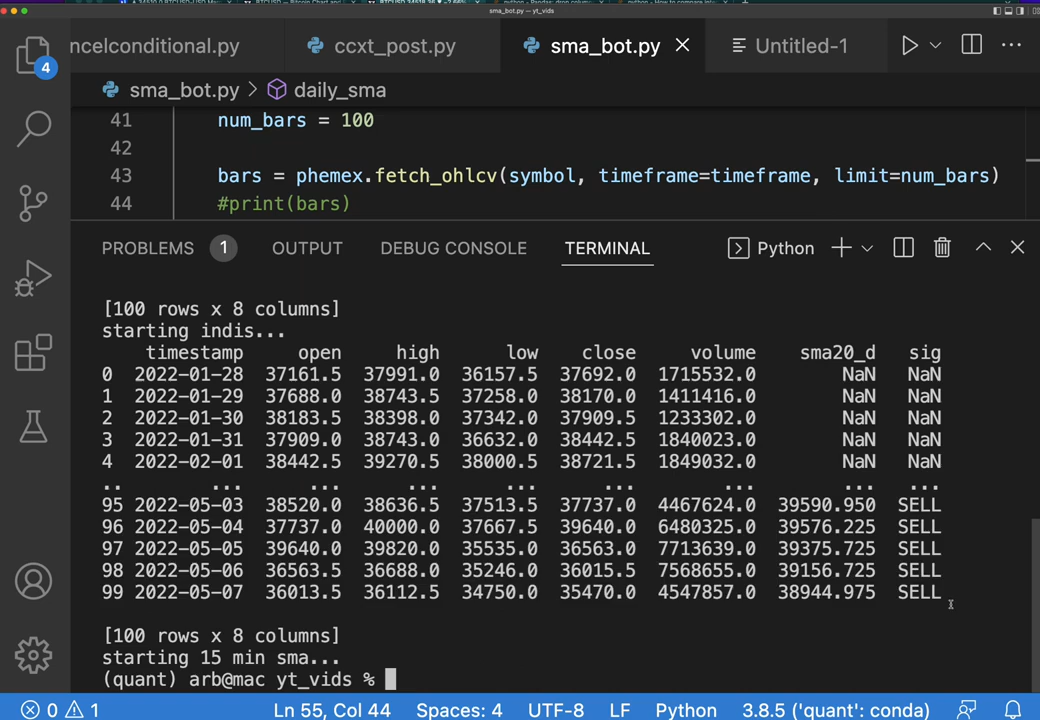 sma_bot.py — yt_vids
ncelconditional.py ccxt_post.py sma_bot.py Untitled-1
4
sma_bot.py > daily_sma
41 num_bars = 100
42
43 bars = phemex.fetch_ohlcv(symbol, timeframe=timeframe, limit=num_bars)
44 #print(bars)
PROBLEMS 1 OUTPUT DEBUG CONSOLE TERMINAL Python
[100 rows x 8 columns]
starting indis...
timestamp open high low close volume sma20_d sig
0 2022-01-28 37161.5 37991.0 36157.5 37692.0 1715532.0 NaN NaN
1 2022-01-29 37688.0 38743.5 37258.0 38170.0 1411416.0 NaN NaN
2 2022-01-30 38183.5 38398.0 37342.0 37909.5 1233302.0 NaN NaN
3 2022-01-31 37909.0 38743.0 36632.0 38442.5 1840023.0 NaN NaN
4 2022-02-01 38442.5 39270.5 38000.5 38721.5 1849032.0 NaN NaN
.. ... ... ... ... ... ... ... ...
95 2022-05-03 38520.0 38636.5 37513.5 37737.0 4467624.0 39590.950 SELL
96 2022-05-04 37737.0 40000.0 37667.5 39640.0 6480325.0 39576.225 SELL
97 2022-05-05 39640.0 39820.0 35535.0 36563.0 7713639.0 39375.725 SELL
98 2022-05-06 36563.5 36688.0 35246.0 36015.5 7568655.0 39156.725 SELL
99 2022-05-07 36013.5 36112.5 34750.0 35470.0 4547857.0 38944.975 SELL
[100 rows x 8 columns]
starting 15 min sma...
(quant) arb@mac yt_vids %
0 1 Ln 55, Col 44 Spaces: 4 UTF-8 LF Python 3.8.5 ('quant': conda)